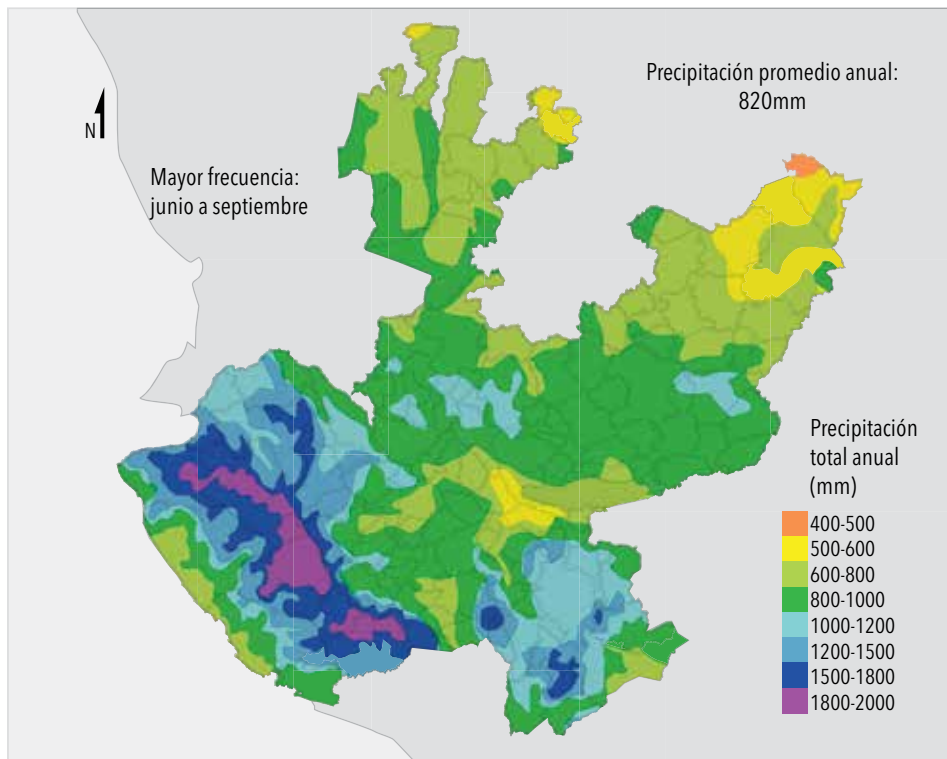 Precipitación promedio anual:
820mm
N
Mayor frecuencia:
junio a septiembre
Precipitación
total anual
(mm)
400-500
500-600
600-800
800-1000
1000-1200
1200-1500
1500-1800
1800-2000